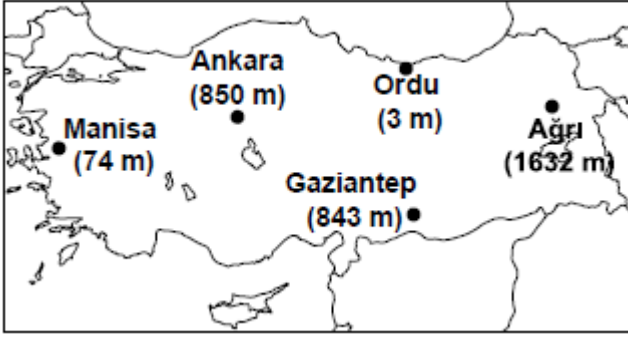 Ankara
(850 m)
Ordu
(3 m)
Manisa
(74 m)
Ağrı
(1632 m)
Gaziantep
(843 m)